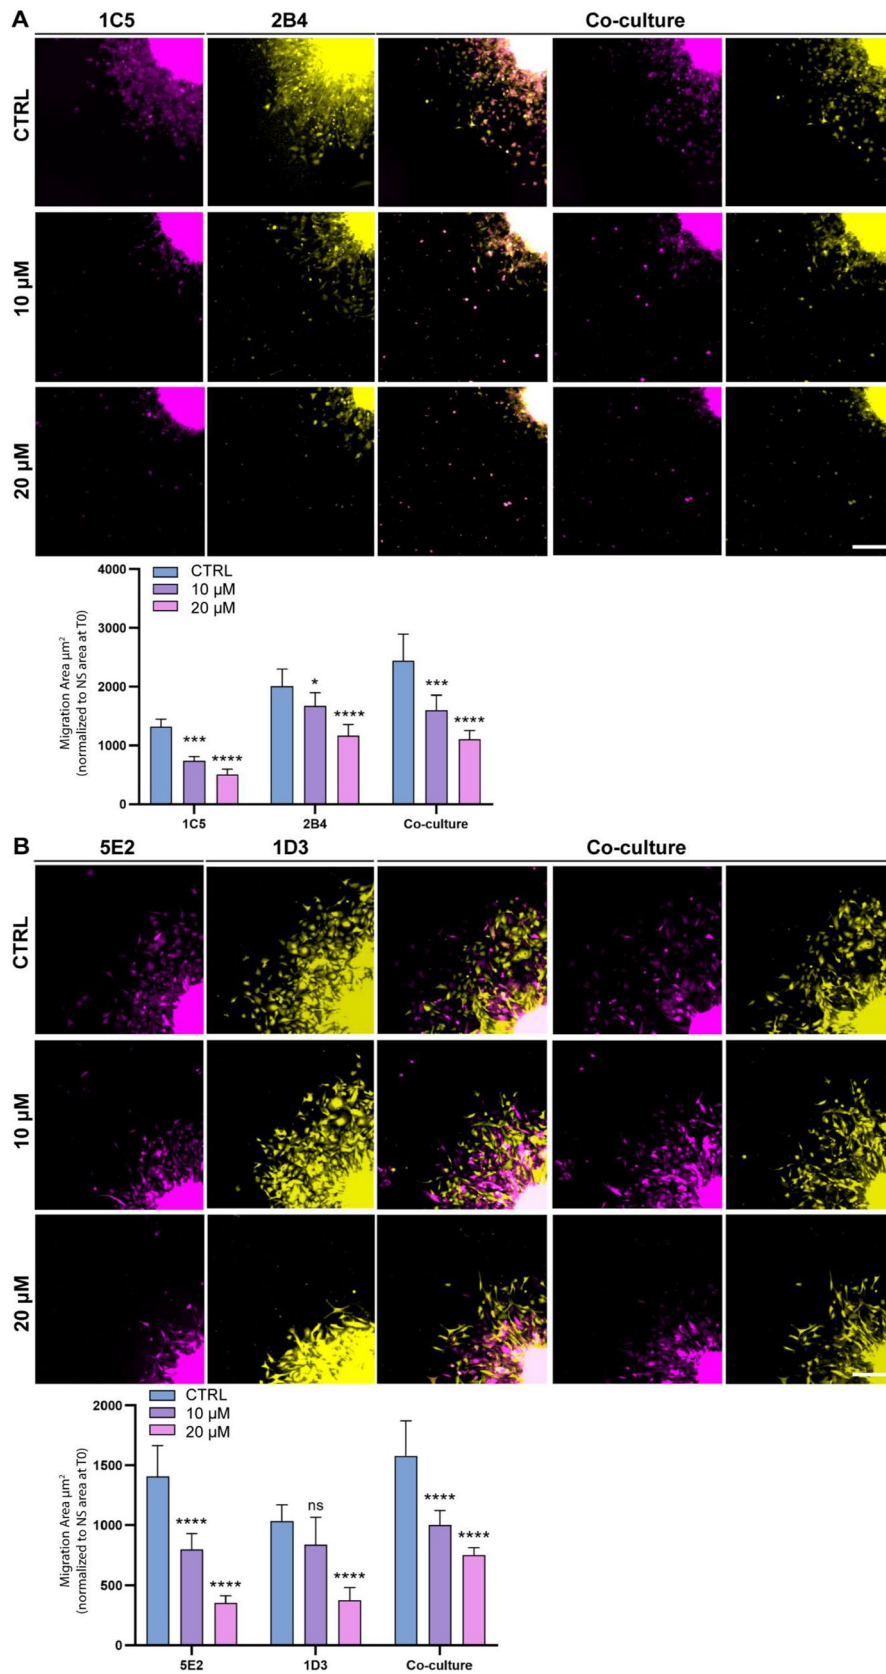 A 1C5 2B4 Co-culture
CTRL
10 µM
20 µM
CTRL
10 µM
20 µM
Migration Area µm²
(normalized to NS area at T0)
4000
3000
2000
1000
0
*** **** * **** *** ****
1C5 2B4 Co-culture
B 5E2 1D3 Co-culture
CTRL
10 µM
20 µM
CTRL
10 µM
20 µM
Migration Area µm²
(normalized to NS area at T0)
2000
1500
1000
500
0
**** **** ns **** **** ****
5E2 1D3 Co-culture